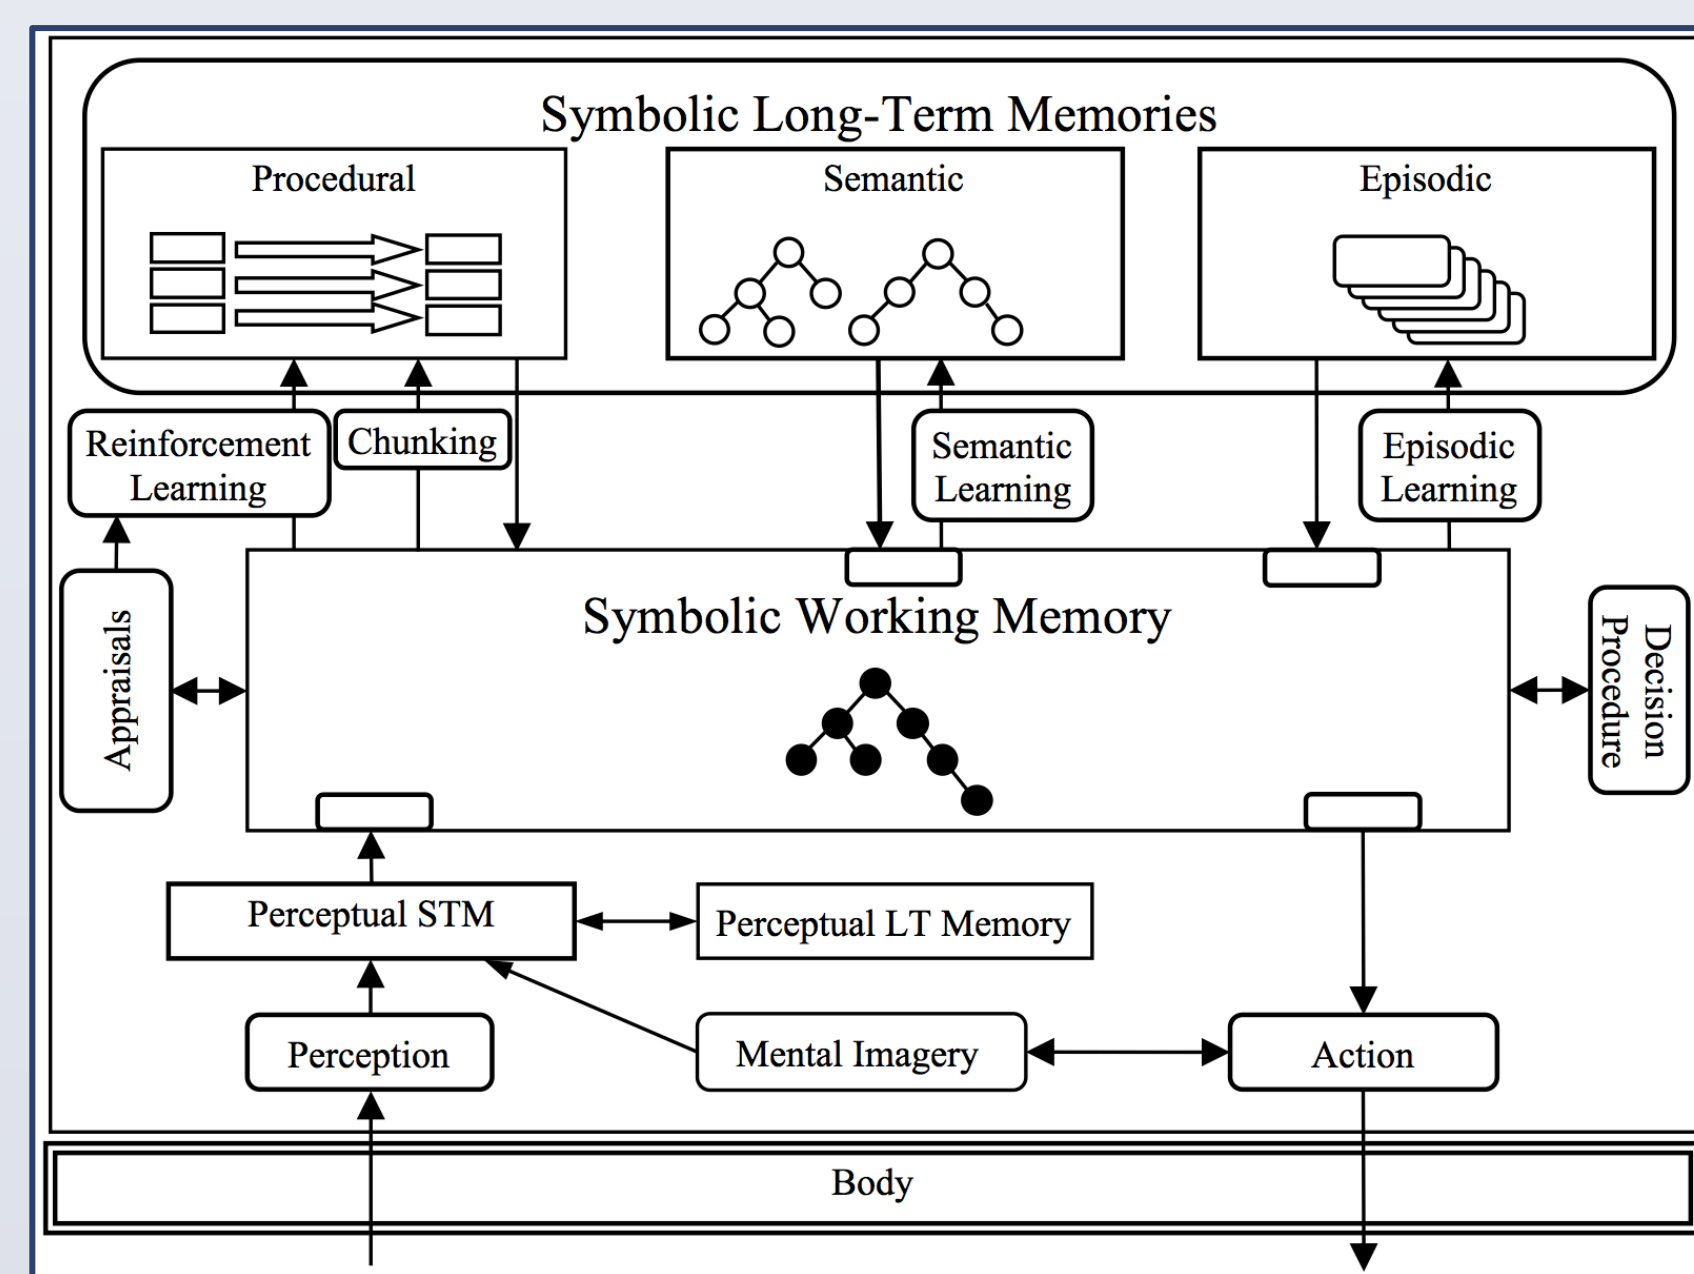 Symbolic Long-Term Memories
Procedural
Semantic
Episodic
Reinforcement
Learning
Chunking
Semantic
Learning
Episodic
Learning
Symbolic Working Memory
Appraisals
Decision
Procedure
Perceptual STM
Perceptual LT Memory
Perception
Mental Imagery
Action
Body